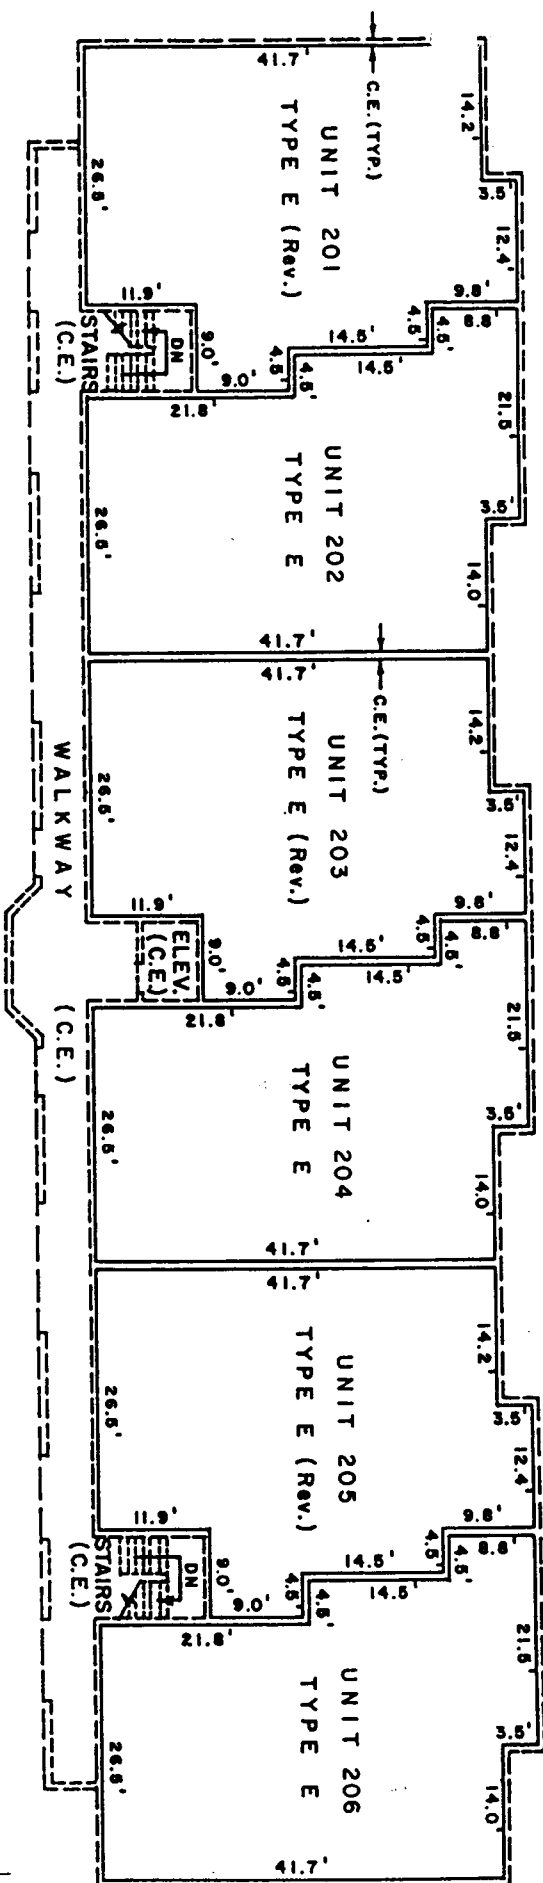 41.7'
C.E.(TYP.)
14.2'
3.5'
12.4'
9.8'
8.8'
UNIT 201
TYPE E (Rev.)
26.5'
11.9'
9.0'
4.5'
4.5'
14.5'
14.5'
4.5'
4.5'
9.0'
21.8'
DN
STAIRS
(C.E.)
UNIT 202
TYPE E
26.5'
21.5'
3.5'
14.0'
41.7'
41.7'
C.E.(TYP.)
14.2'
3.5'
12.4'
9.8'
8.8'
UNIT 203
TYPE E (Rev.)
26.5'
11.9'
9.0'
4.5'
4.5'
14.5'
14.5'
4.5'
4.5'
9.0'
21.8'
ELEV.
(C.E.)
WALKWAY (C.E.)
UNIT 204
TYPE E
26.5'
21.5'
3.5'
14.0'
41.7'
41.7'
14.2'
3.5'
12.4'
9.8'
8.8'
UNIT 205
TYPE E (Rev.)
26.5'
11.9'
9.0'
4.5'
4.5'
14.5'
14.5'
4.5'
4.5'
9.0'
21.8'
DN
STAIRS
(C.E.)
UNIT 206
TYPE E
26.5'
21.5'
3.5'
14.0'
41.7'